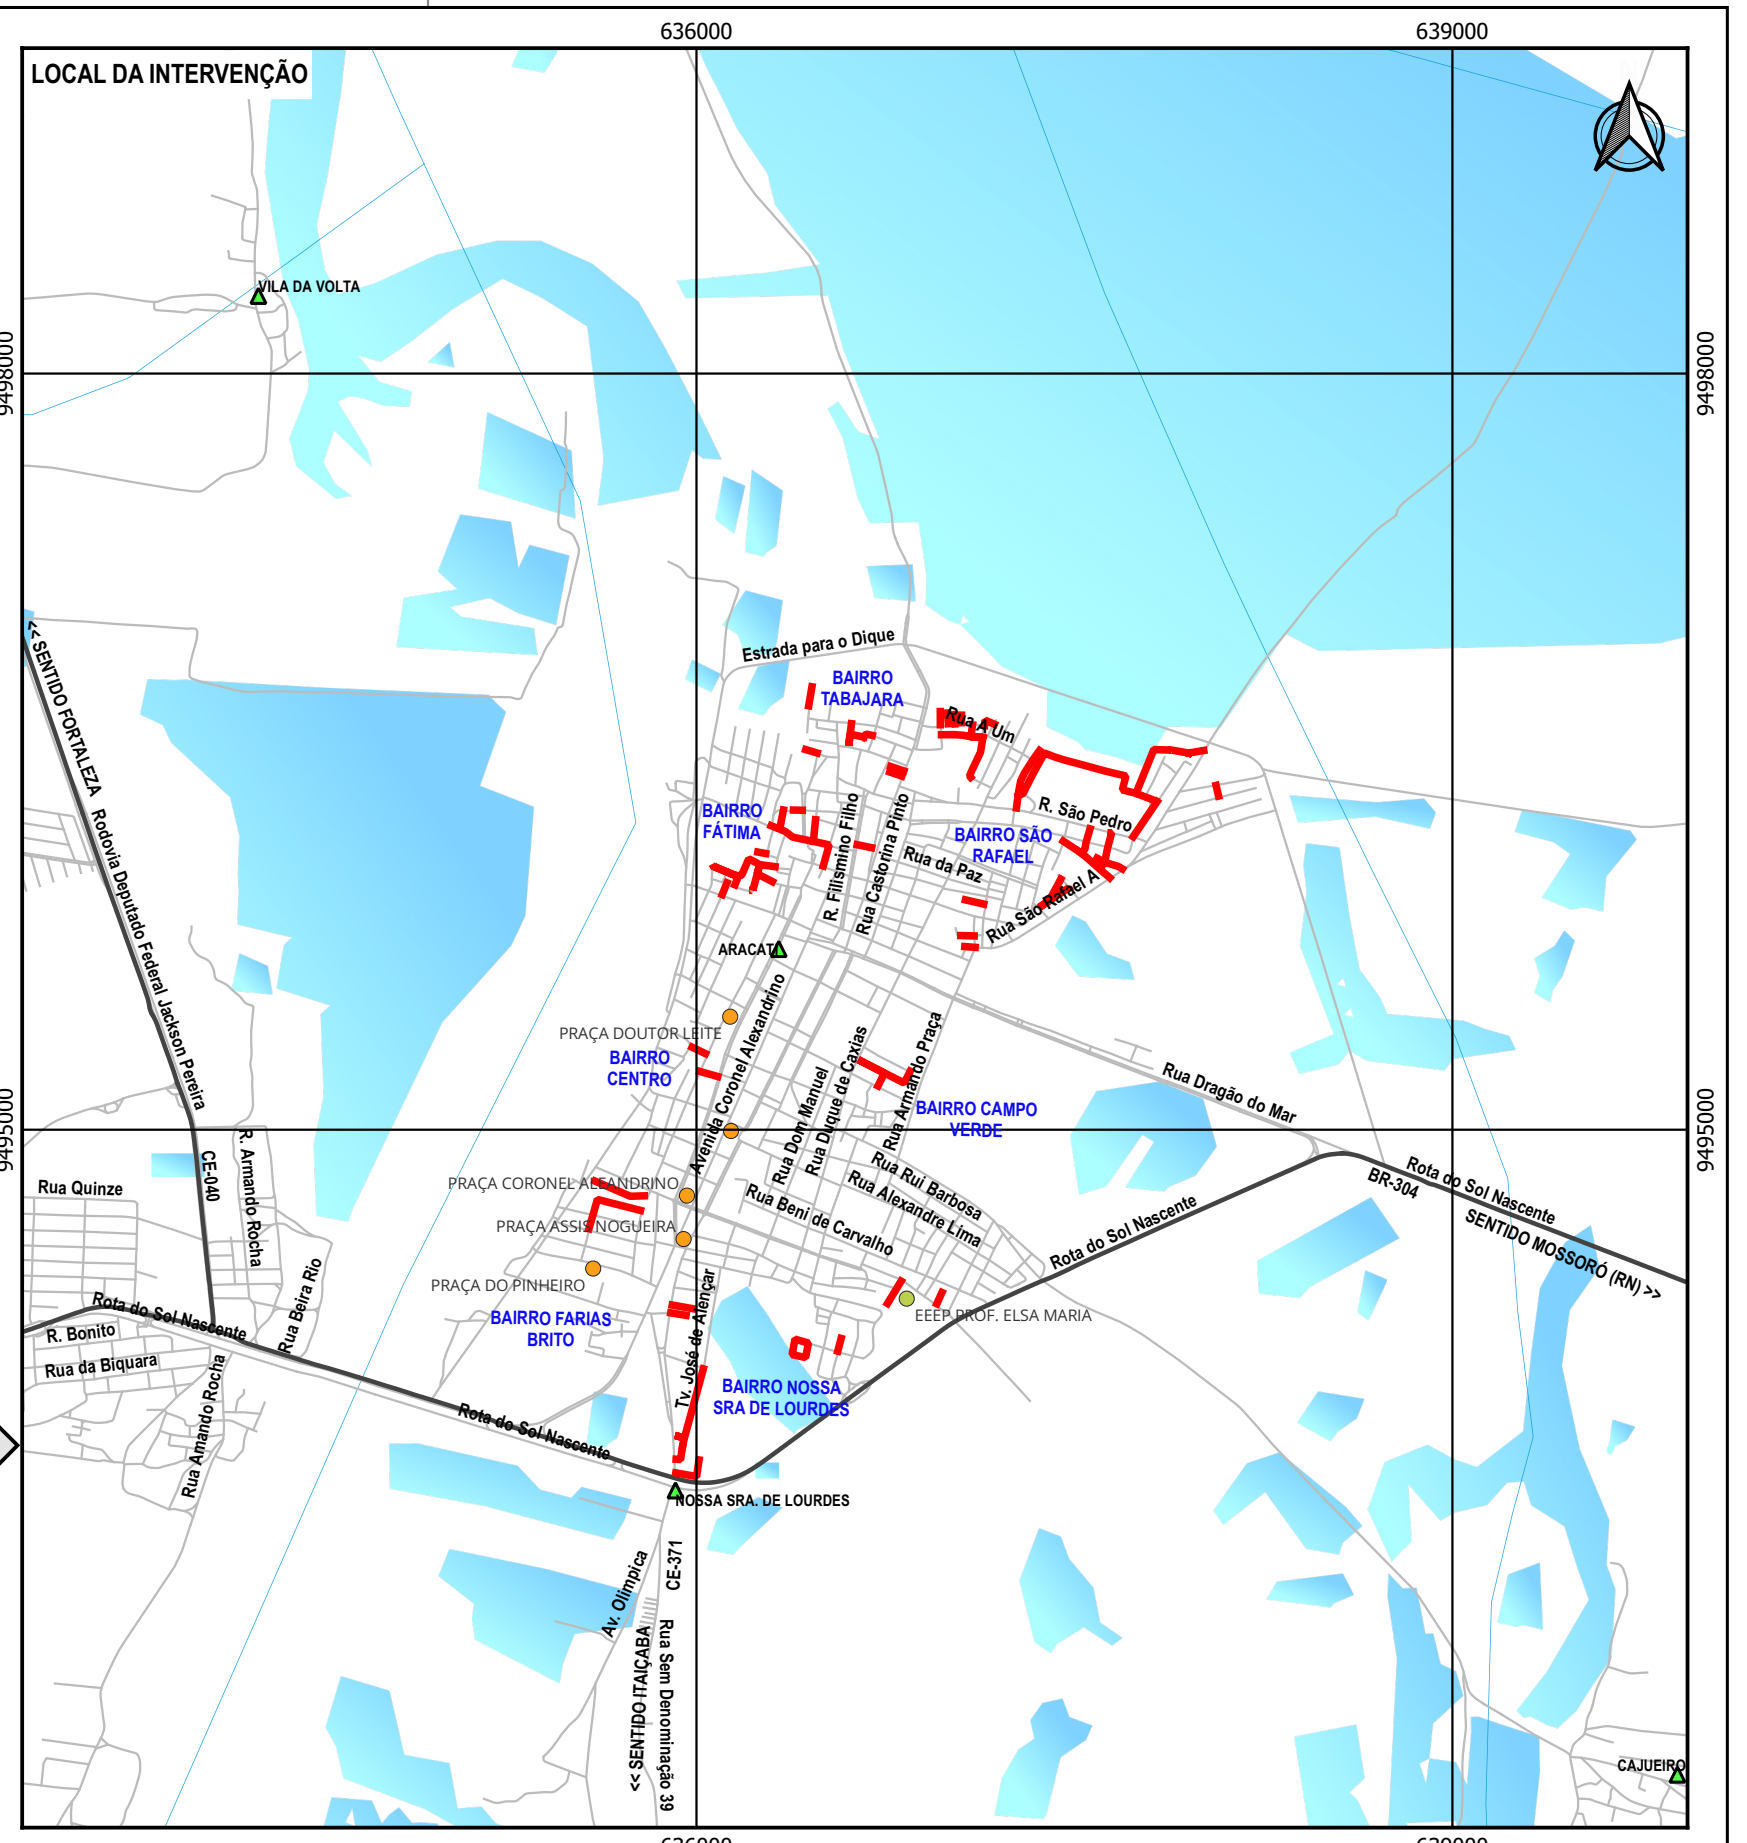 636000
639000
LOCAL DA INTERVENÇÃO
VILA DA VOLTA
9498000
9498000
<< SENTIDO FORTALEZA
Estrada para o Dique
BAIRRO
TABAJARA
Rua A Um
BAIRRO
FÁTIMA
R. São Pedro
BAIRRO SÃO
RAFAEL
R. Filismino Filho
Rua Castorina Pinto
Rua da Paz
Rua São Rafael A
Rodovia Deputado Federal Jackson Pereira
ARACATI
PRAÇA DOUTOR LEITE
BAIRRO
CENTRO
Avenida Coronel Alexandrino
Rua Dom Manuel
Rua Duque de Caxias
Rua Armando Praça
Rua Dragão do Mar
BAIRRO CAMPO
VERDE
9495000
9495000
CE-040
R. Armando Rocha
Rua Quinze
PRAÇA CORONEL ALEANDRINO
Rua Rui Barbosa
Rua Alexandre Lima
Rua Beni de Carvalho
Rota do Sol Nascente
BR-304
Rota do Sol Nascente
SENTIDO MOSSORÓ (RN) >>
PRAÇA ASSIS NOGUEIRA
PRAÇA DO PINHEIRO
Rua Beira Rio
Rota do Sol Nascente
R. Bonito
Rua da Biquara
BAIRRO FARIAS
BRITO
Tv. José de Alençar
EEEP PROF. ELSA MARIA
BAIRRO NOSSA
SRA DE LOURDES
Rua Amando Rocha
Rota do Sol Nascente
NOSSA SRA. DE LOURDES
CE-371
Av. Olimpica
<< SENTIDO ITAIÇABA
Rua Sem Denominação 39
CAJUEIRO
636000
639000